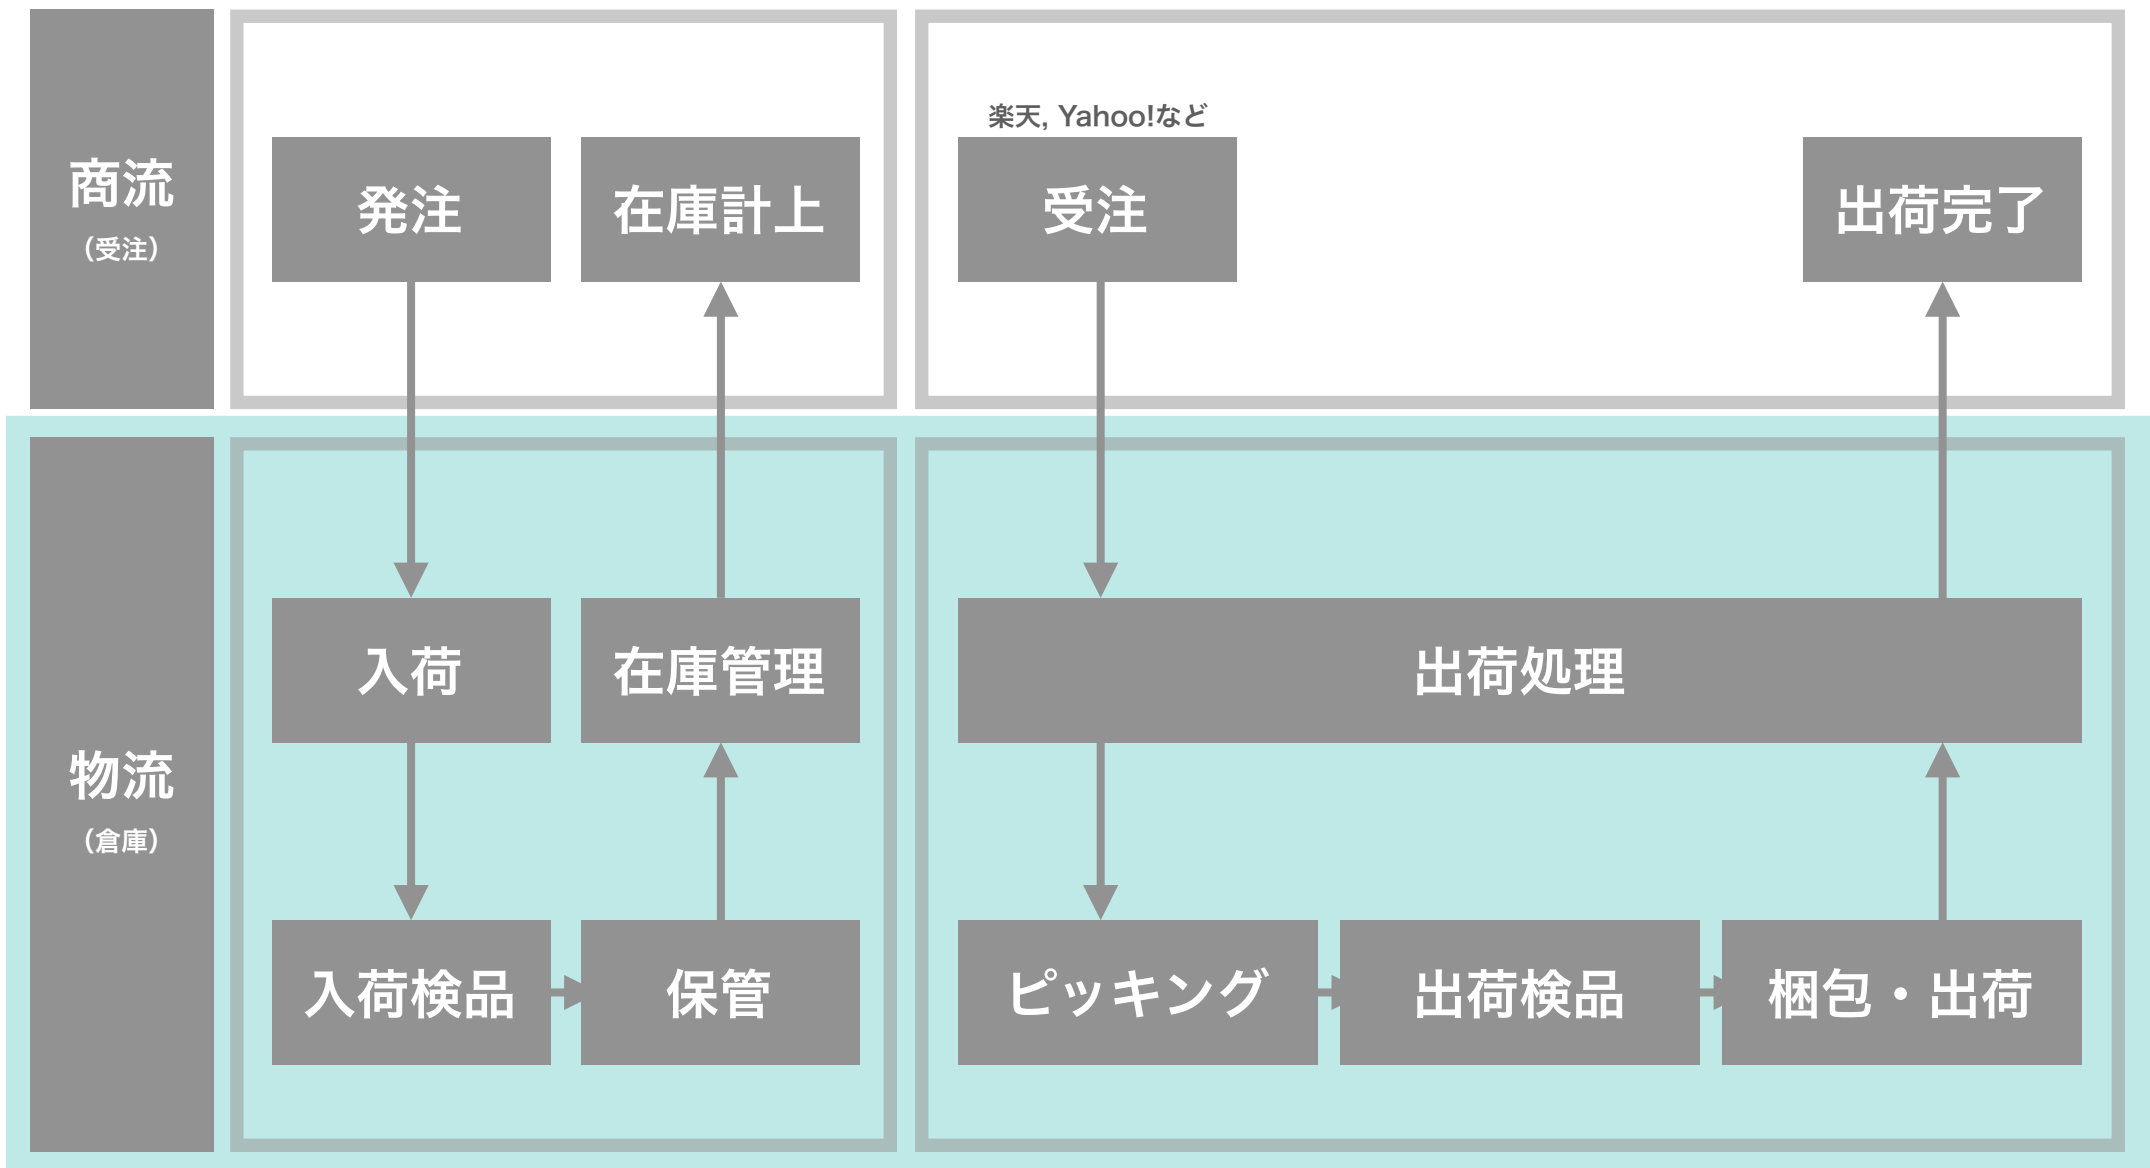 商流
（受注）
発注
在庫計上
楽天, Yahoo!など
受注
出荷完了
物流
（倉庫）
入荷
在庫管理
出荷処理
入荷検品
保管
ピッキング
出荷検品
梱包・出荷